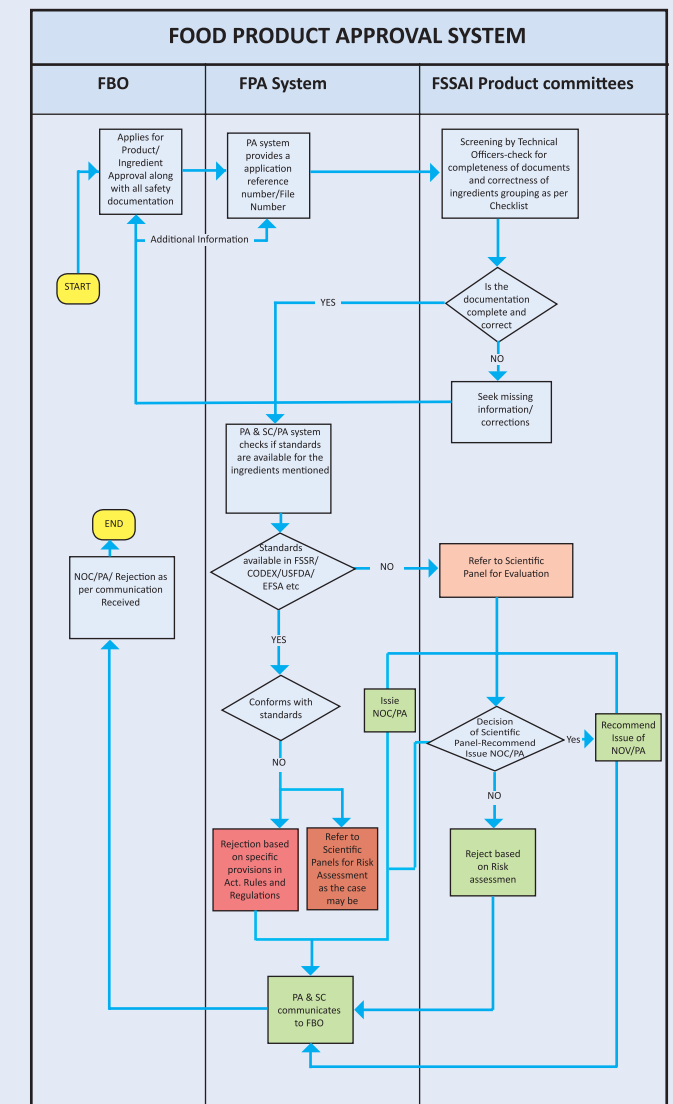 FOOD PRODUCT APPROVAL SYSTEM
FBO
FPA System
FSSAI Product committees
Applies for
Product/
Ingredient
Approval along
with all safety
documentation
PA system
provides a
application
reference
number/File
Number
Screening by Technical
Officers-check for
completeness of documents
and correctness of
ingredients grouping as per
Checklist
Additional Information
START
Is the
documentation
complete and
correct
YES
NO
Seek missing
information/
corrections
PA & SC/PA system
checks if standards
are available for the
ingredients mentioned
END
NOC/PA/ Rejection as
per communication
Received
Standards
available in FSSR/
CODEX/USFDA/
EFSA etc
NO
Refer to Scientific
Panel for Evaluation
YES
Conforms with
standards
Issie
NOC/PA
Decision
of Scientific
Panel-Recommend
Issue NOC/PA
Yes
Recommend
Issue of
NOV/PA
NO
NO
Rejection based
on specific
provisions in
Act. Rules and
Regulations
Refer to
Scientific
Panels for Risk
Assessment
as the case
may be
Reject based
on Risk
assessmen
PA & SC
communicates
to FBO